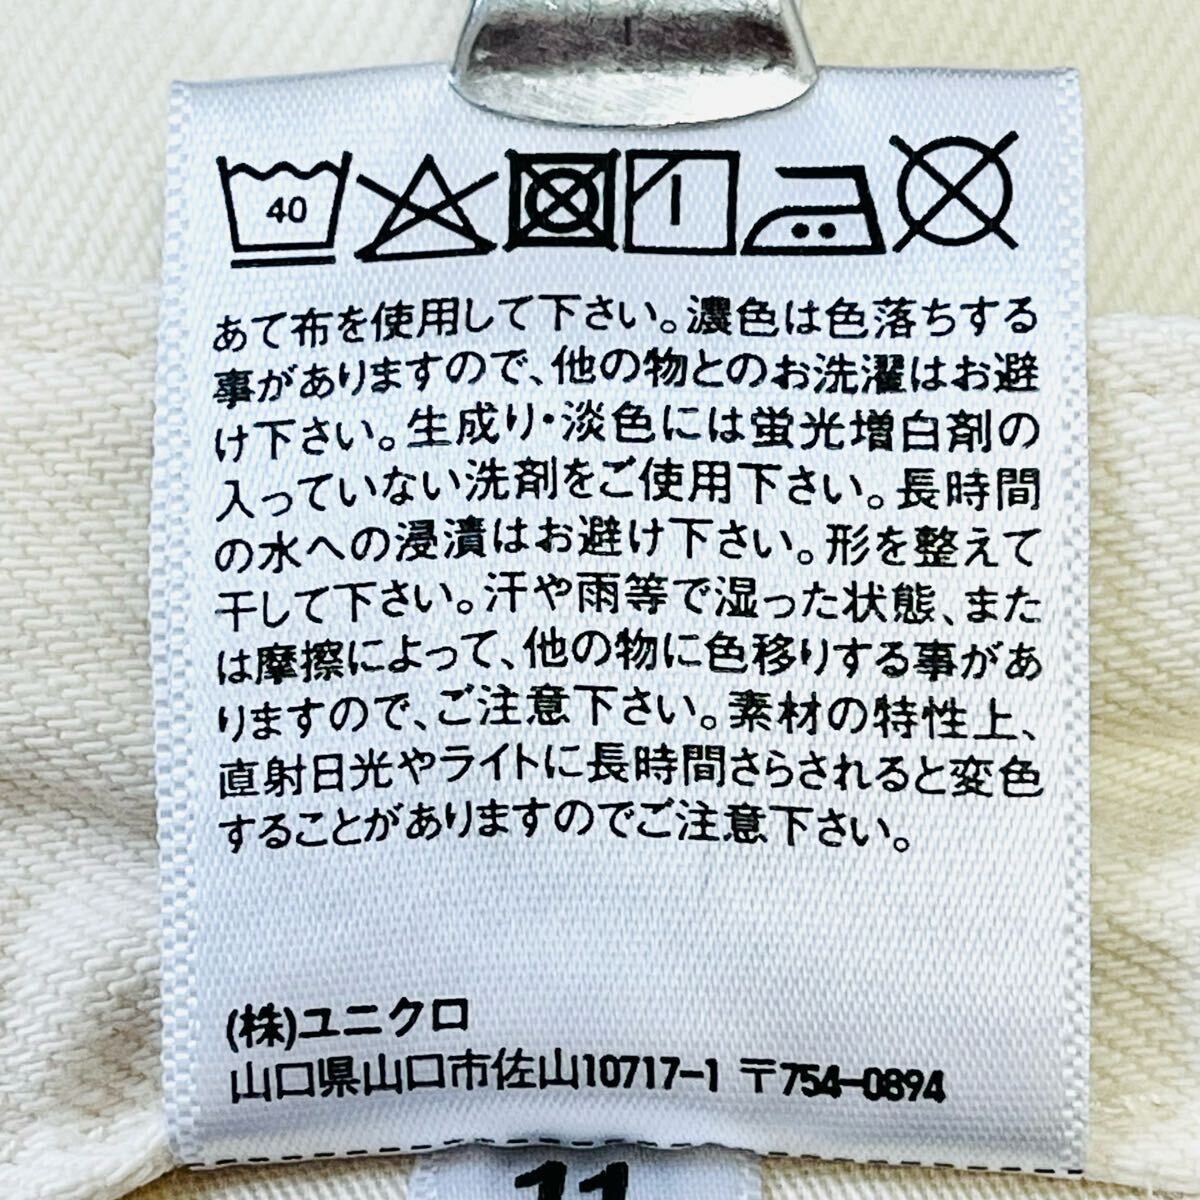 40
あて布を使用して下さい。濃色は色落ちする
事がありますので、他の物とのお洗濯はお避
け下さい。生成り・淡色には蛍光増白剤の
入っていない洗剤をご使用下さい。長時間
の水への浸漬はお避け下さい。形を整えて
干して下さい。汗や雨等で湿った状態、また
は摩擦によって、他の物に色移りする事があ
りますので、ご注意下さい。素材の特性上、
直射日光やライトに長時間さらされると変色
することがありますのでご注意下さい。
(株)ユニクロ
山口県山口市佐山10717-1 〒754-0894
11